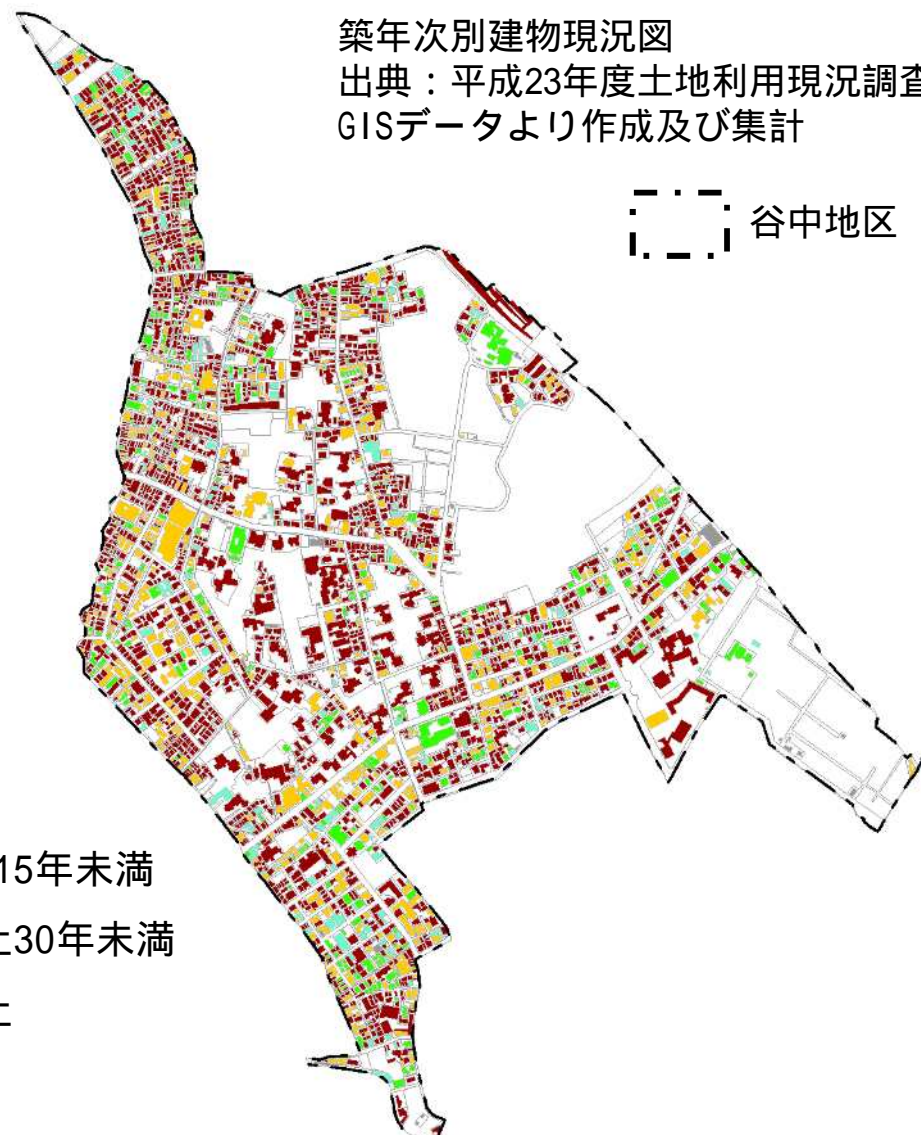 築年次別建物現況図
出典：平成23年度土地利用現況調査
GISデータより作成及び集計
谷中地区
15年未満
上30年未満
上